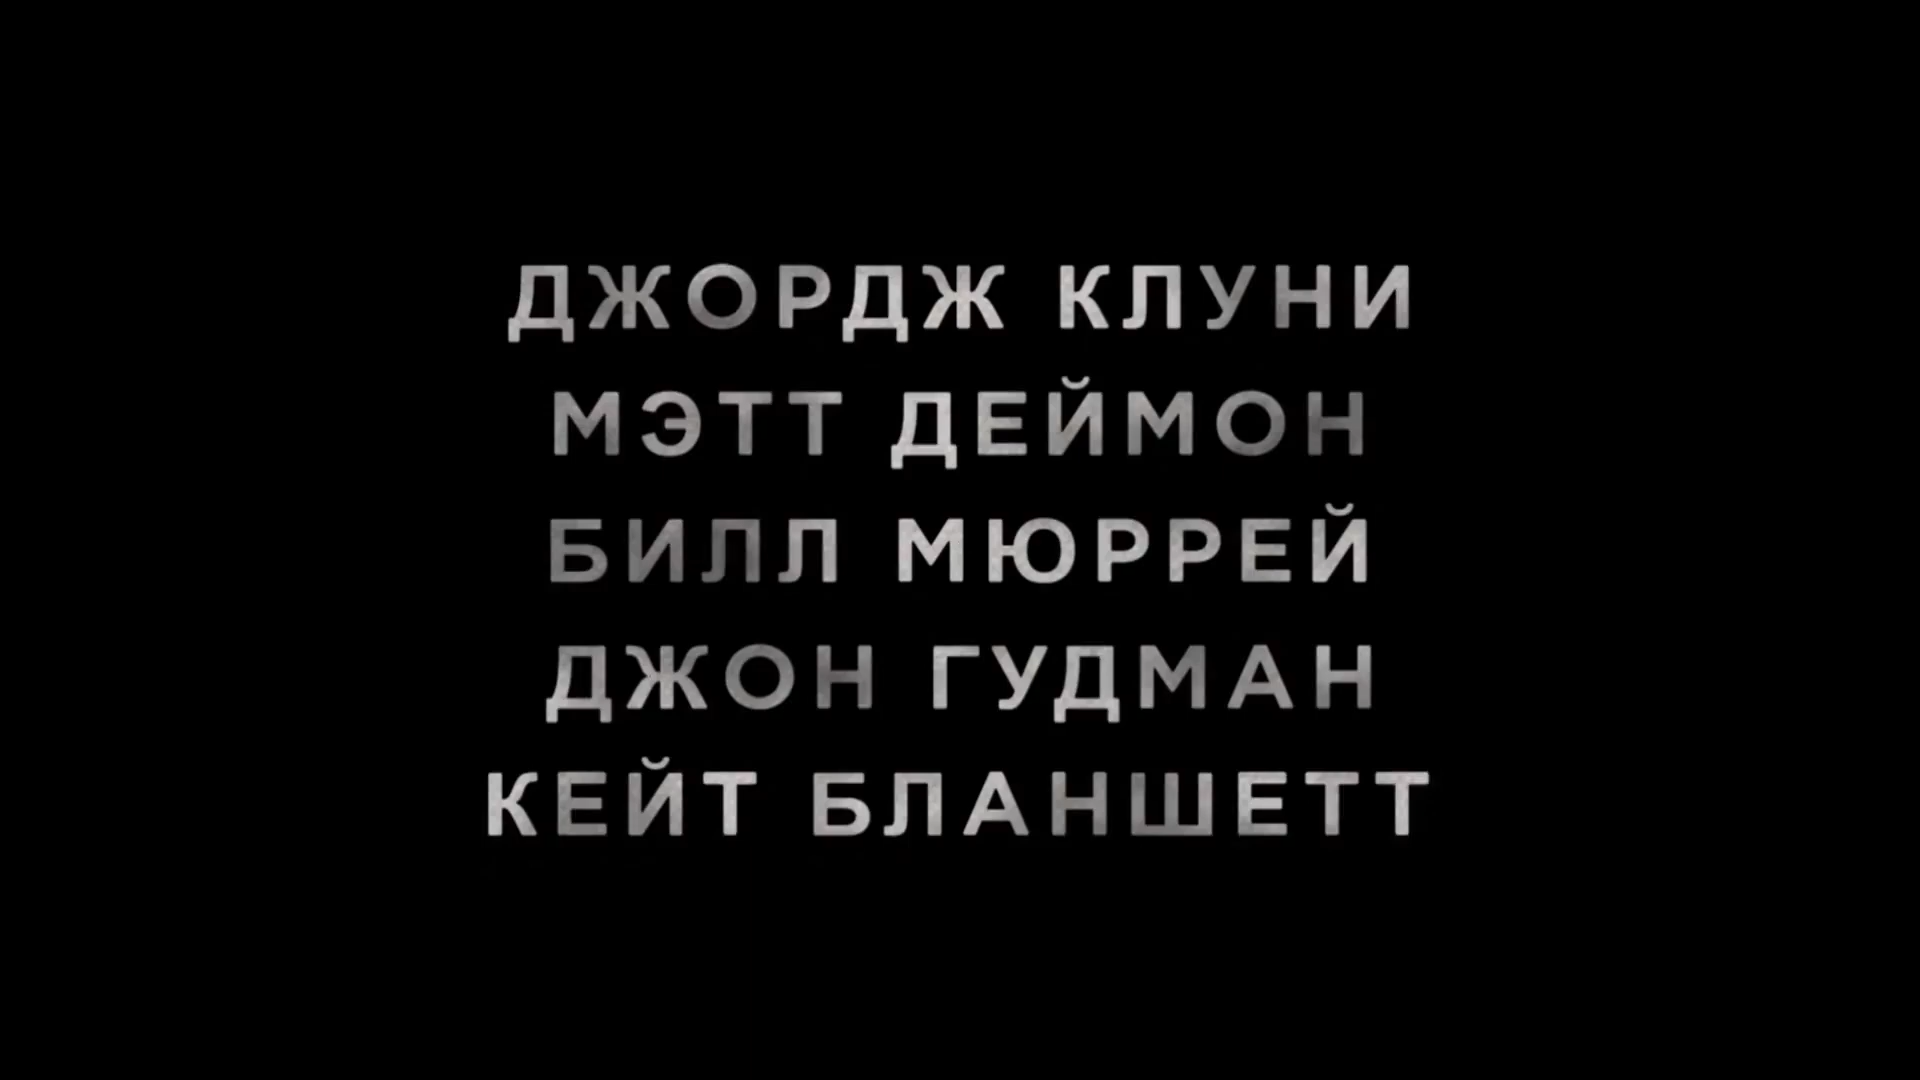 ДЖОРДЖ КЛУНИ
МЭТТ ДЕЙМОН
БИЛЛ МЮРРЕЙ
ДЖОН ГУДМАН
КЕЙТ БЛАНШЕТТ